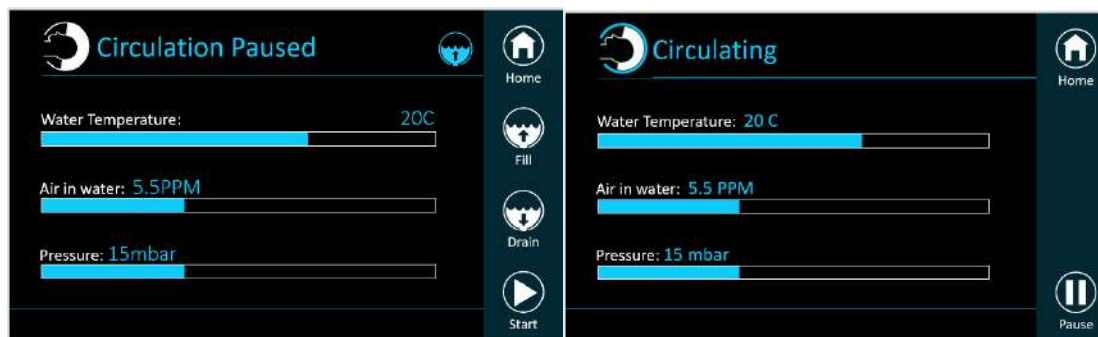 Circulation Paused
Home
Water Temperature: 20C
Fill
Air in water: 5.5PPM
Drain
Pressure: 15mbar
Start
Circulating
Home
Water Temperature: 20 C
Air in water: 5.5 PPM
Pressure: 15 mbar
Pause